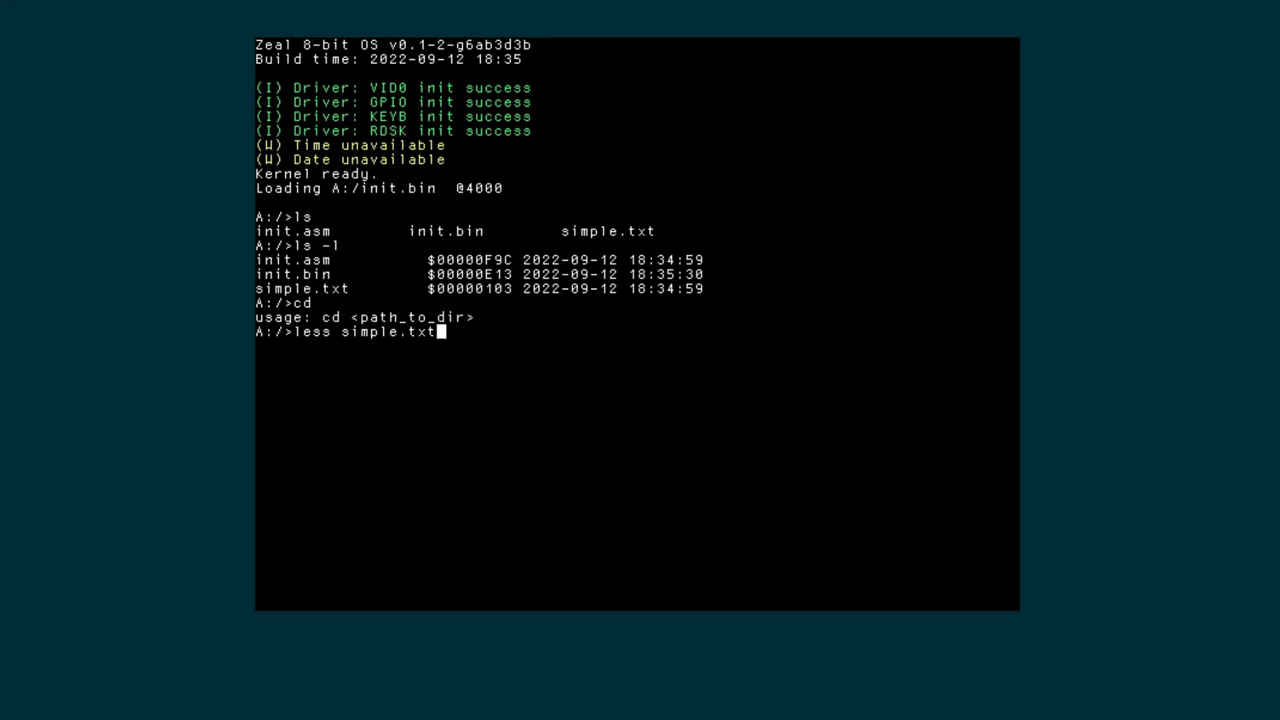 Zeal 8-bit OS v0.1-2-g6ab3d3b
Build time: 2022-09-12 18:35
(I) Driver: VID0 init success
(I) Driver: GPIO init success
(I) Driver: KEYB init success
(I) Driver: RDSK init success
(W) Time unavailable
(W) Date unavailable
Kernel ready.
Loading A:/init.bin  @4000
A:/>ls
init.asm        init.bin        simple.txt
A:/>ls -l
init.asm          $00000F9C 2022-09-12 18:34:59
init.bin          $00000E13 2022-09-12 18:35:30
simple.txt        $00000103 2022-09-12 18:34:59
A:/>cd
usage: cd <path_to_dir>
A:/>less simple.txt